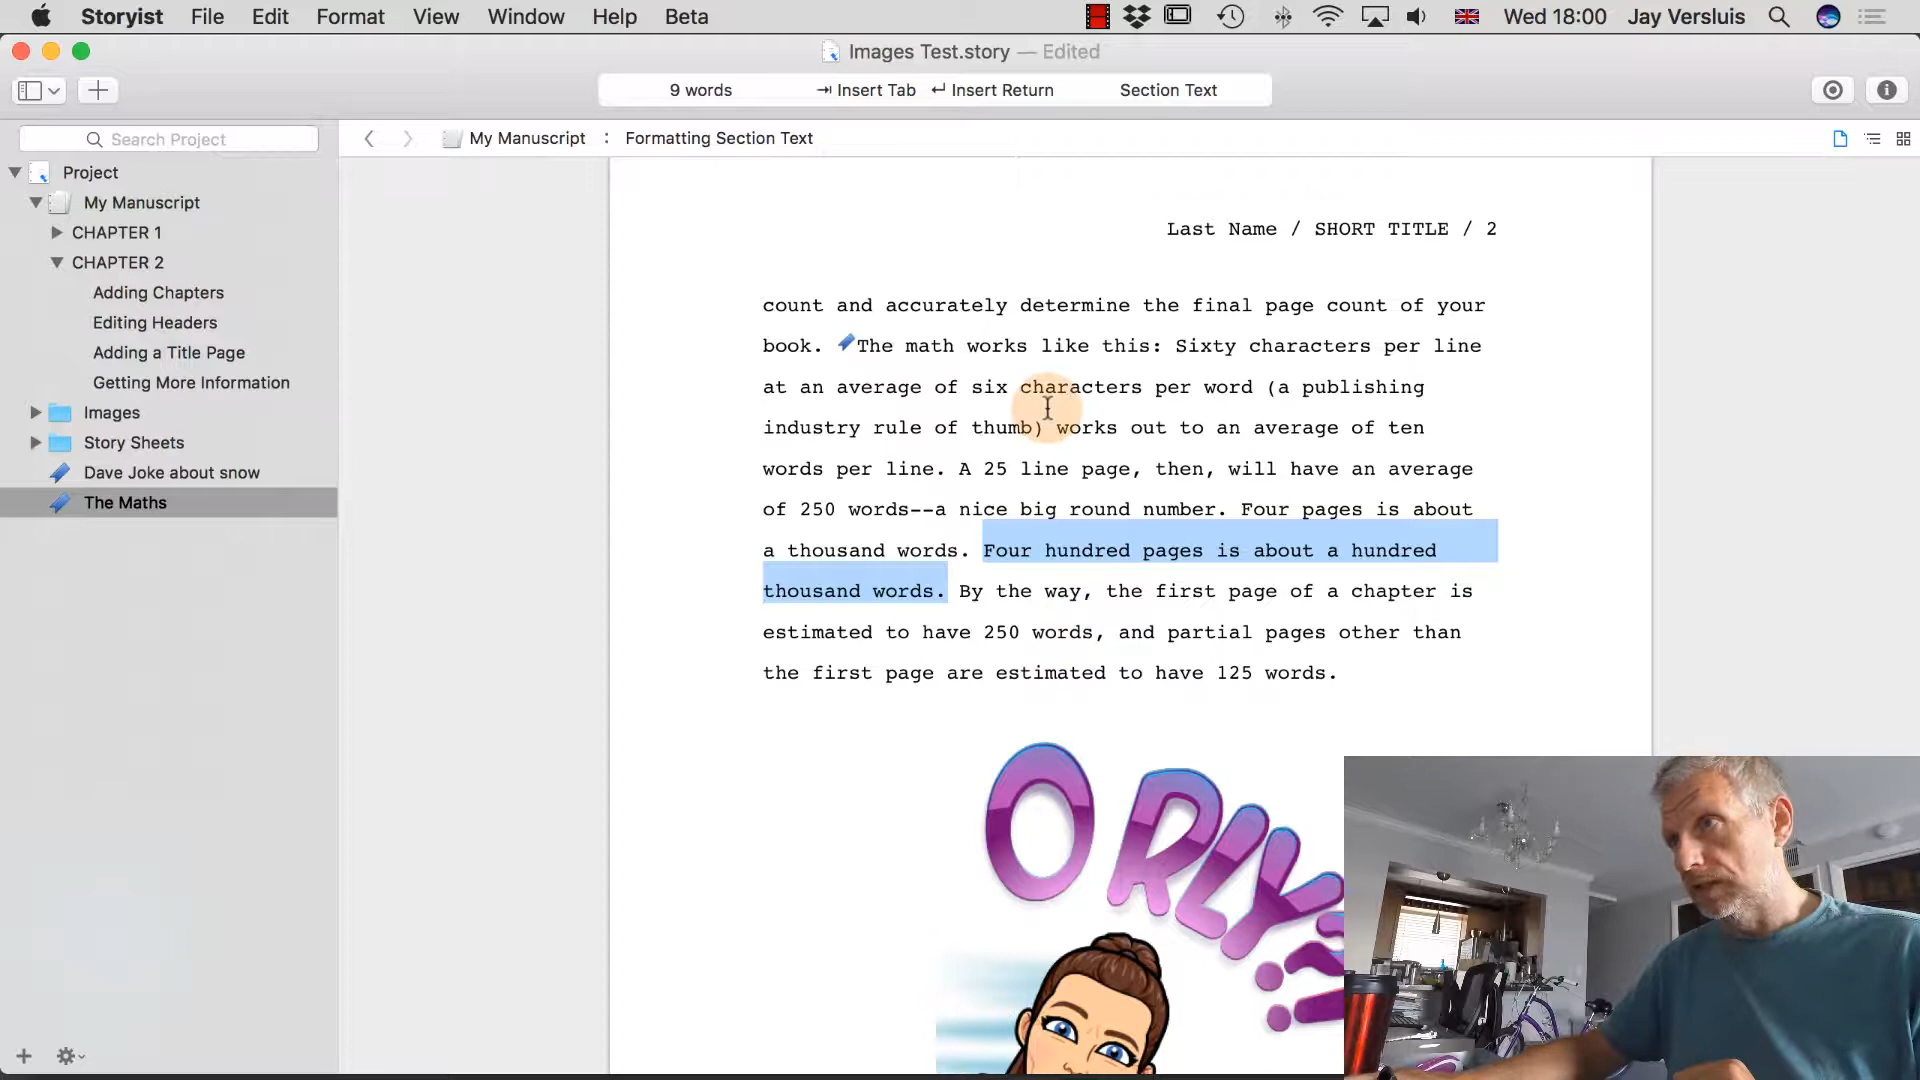 Storyist File Edit Format View Window Help Beta Wed 18:00 Jay Versluis
Images Test.story — Edited
9 words Insert Tab Insert Return Section Text
Search Project
My Manuscript : Formatting Section Text
Project
My Manuscript
CHAPTER 1
CHAPTER 2
Adding Chapters
Editing Headers
Adding a Title Page
Getting More Information
Images
Story Sheets
Dave Joke about snow
The Maths
Last Name / SHORT TITLE / 2
count and accurately determine the final page count of your
book. The math works like this: Sixty characters per line
at an average of six characters per word (a publishing
industry rule of thumb) works out to an average of ten
words per line. A 25 line page, then, will have an average
of 250 words--a nice big round number. Four pages is about
a thousand words. Four hundred pages is about a hundred
thousand words. By the way, the first page of a chapter is
estimated to have 250 words, and partial pages other than
the first page are estimated to have 125 words.
O RLY?!